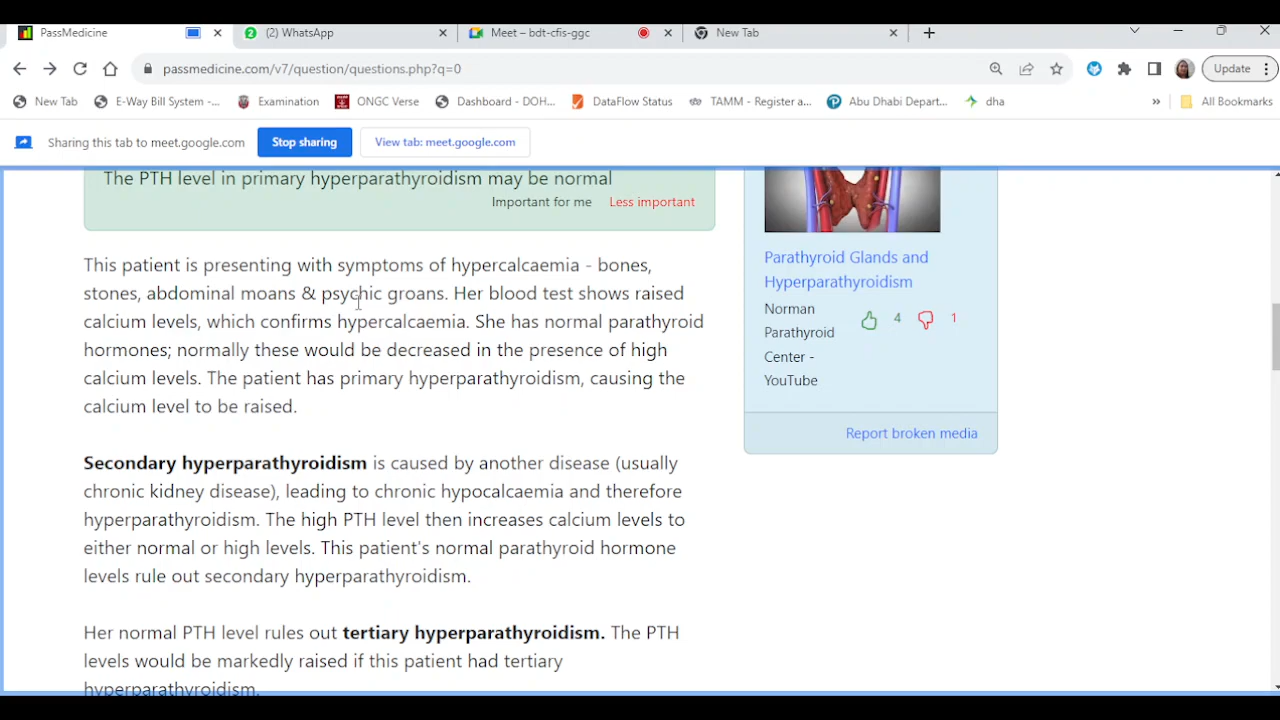 PassMedicine
(2) WhatsApp
Meet – bdt-cfis-ggc
New Tab
passmedicine.com/v7/question/questions.php?q=0
Update
New Tab
E-Way Bill System -...
Examination
ONGC Verse
Dashboard - DOH...
DataFlow Status
TAMM - Register a...
Abu Dhabi Depart...
dha
»
All Bookmarks
Sharing this tab to meet.google.com
Stop sharing
View tab: meet.google.com
The PTH level in primary hyperparathyroidism may be normal
Important for me Less important
This patient is presenting with symptoms of hypercalcaemia - bones,
stones, abdominal moans & psychic groans. Her blood test shows raised
calcium levels, which confirms hypercalcaemia. She has normal parathyroid
hormones; normally these would be decreased in the presence of high
calcium levels. The patient has primary hyperparathyroidism, causing the
calcium level to be raised.
Secondary hyperparathyroidism is caused by another disease (usually
chronic kidney disease), leading to chronic hypocalcaemia and therefore
hyperparathyroidism. The high PTH level then increases calcium levels to
either normal or high levels. This patient's normal parathyroid hormone
levels rule out secondary hyperparathyroidism.
Her normal PTH level rules out tertiary hyperparathyroidism. The PTH
levels would be markedly raised if this patient had tertiary
hyperparathyroidism.
Parathyroid Glands and
Hyperparathyroidism
Norman
Parathyroid
Center -
YouTube
4
1
Report broken media